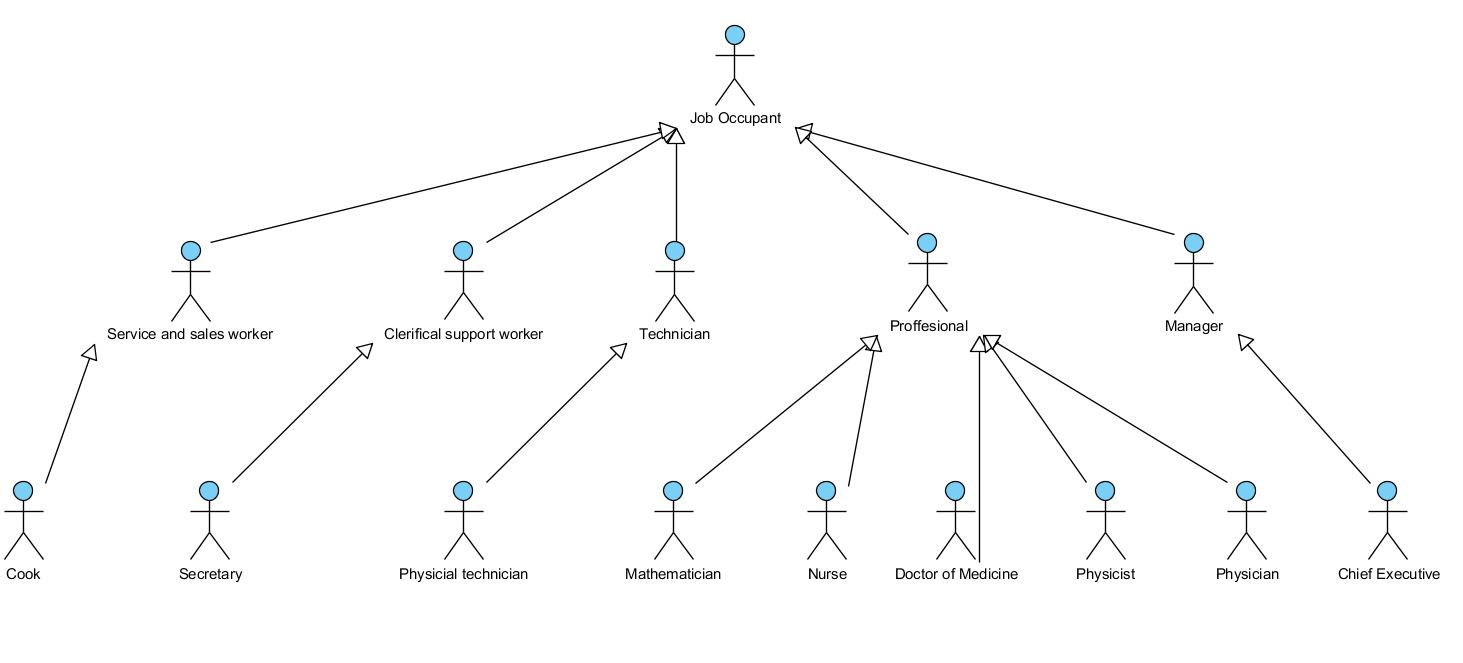 Job Occupant
Service and sales worker
Clerifical support worker
Technician
Proffesional
Manager
Cook
Secretary
Physicial technician
Mathematician
Nurse
Doctor of Medicine
Physicist
Physician
Chief Executive